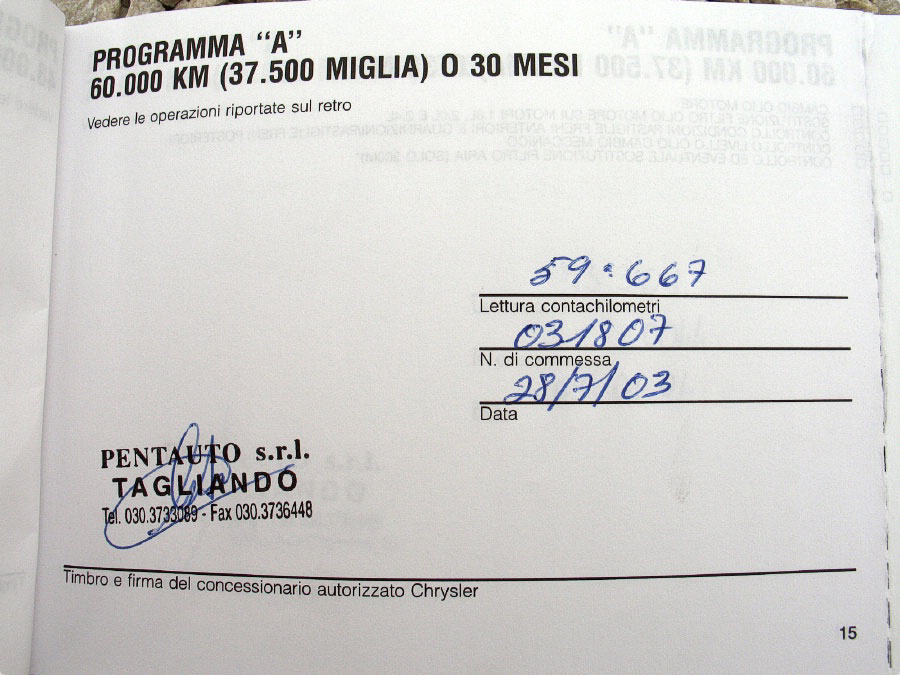 PROGRAMMA "A"
60.000 KM (37.500 MIGLIA) O 30 MESI
Vedere le operazioni riportate sul retro
59.667
Lettura contachilometri
031807
N. di commessa
28/7/03
Data
PENTAUTO s.r.l.
TAGLIANDO
Tel. 030.3733089 - Fax 030.3736448
Timbro e firma del concessionario autorizzato Chrysler
15